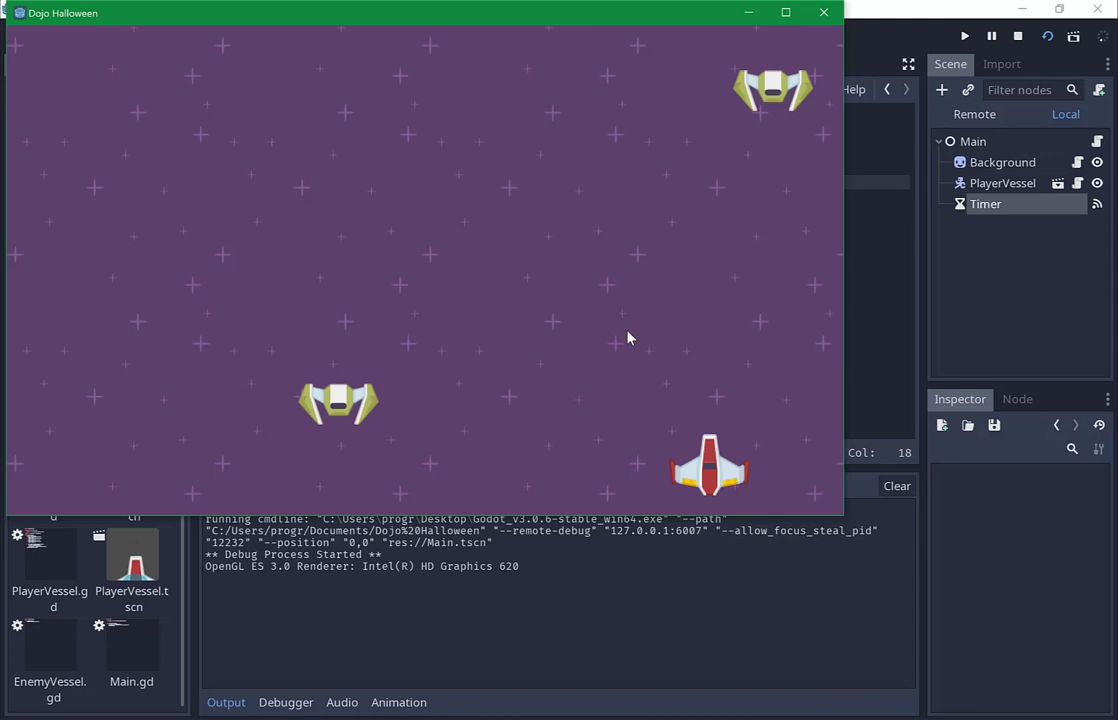 Dojo Halloween
Scene
Import
Help
Filter nodes
Remote
Local
Main
Background
PlayerVessel
Timer
Inspector
Node
Col: 18
Clear
d
cn
running cmdline: "C:\Users\progr\Desktop\Godot_v3.0.6-stable_win64.exe" "--path"
"C:/Users/progr/Documents/Dojo%20Halloween" "--remote-debug" "127.0.0.1:6007" "--allow_focus_steal_pid"
"12232" "--position" "0,0" "res://Main.tscn"
** Debug Process Started **
OpenGL ES 3.0 Renderer: Intel(R) HD Graphics 620
PlayerVessel.g
d
PlayerVessel.t
scn
EnemyVessel.
gd
Main.gd
Output
Debugger
Audio
Animation